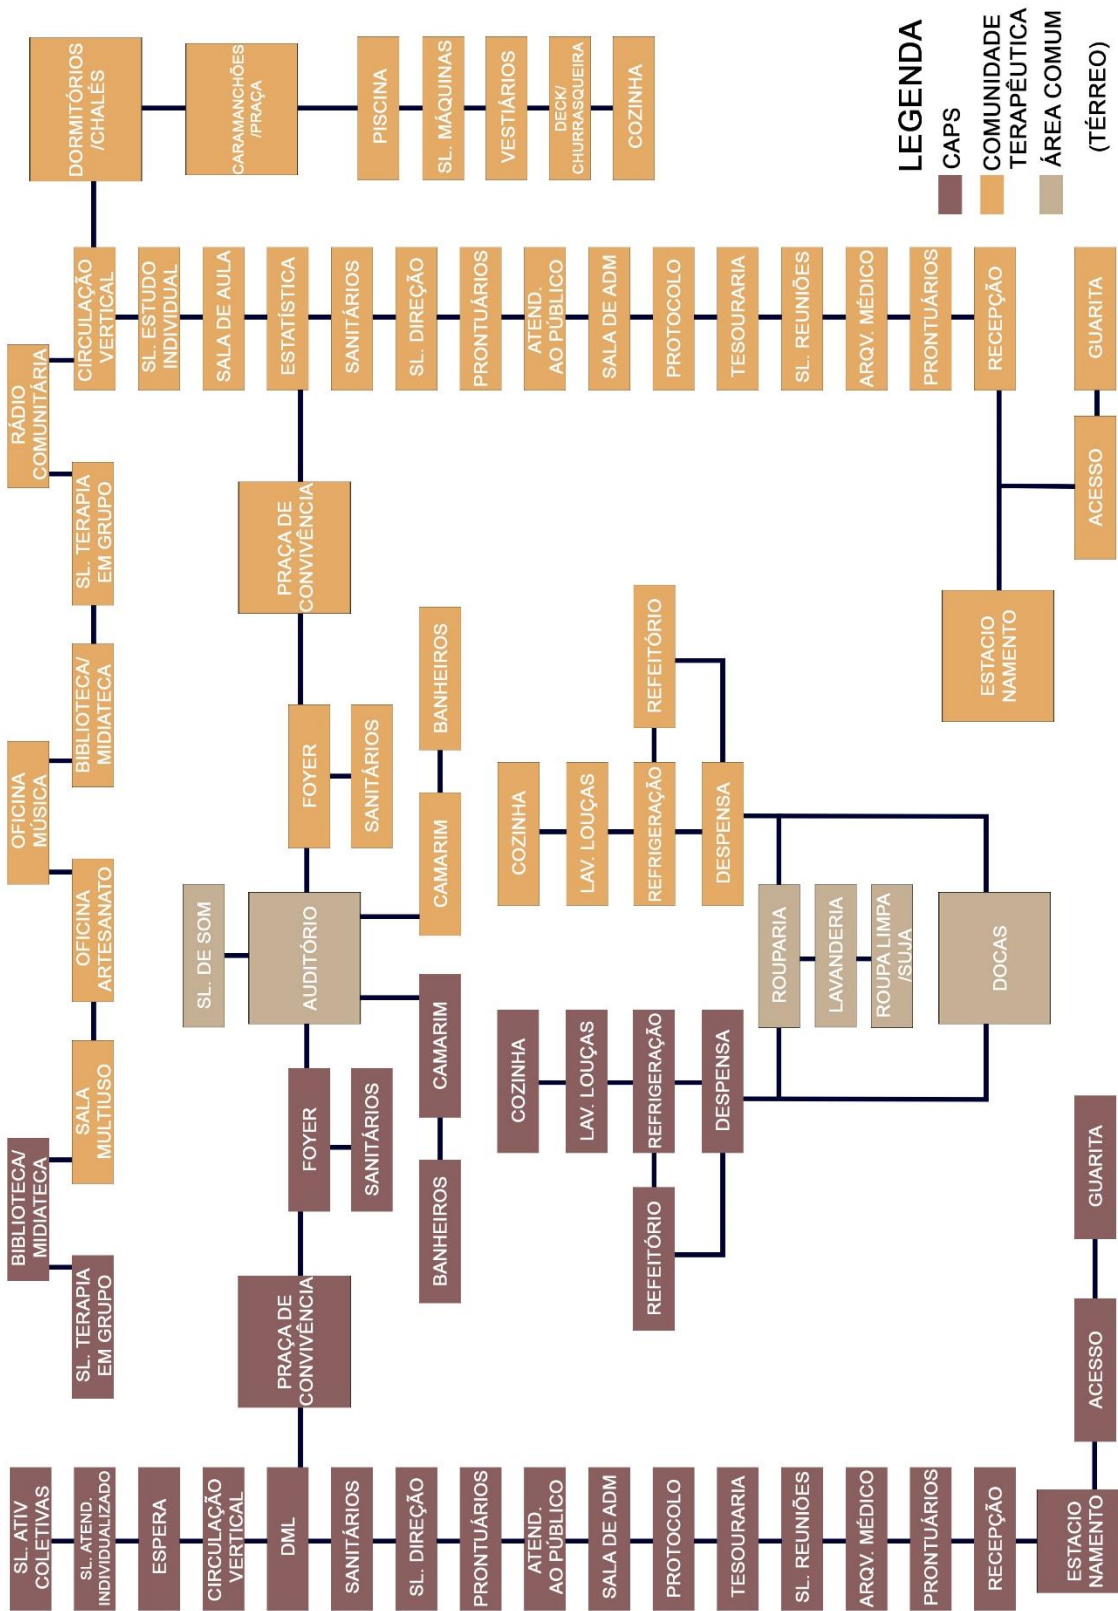 SL. ATIV
COLETIVAS
SL. ATEND.
INDIVIDUALIZADO
ESPERA
CIRCULAÇÃO
VERTICAL
DML
SANITÁRIOS
SL. DIREÇÃO
PRONTUÁRIOS
ATEND.
AO PÚBLICO
SALA DE ADM
PROTOCOLO
TESOURARIA
SL. REUNIÕES
ARQV. MÉDICO
PRONTUÁRIOS
RECEPÇÃO
ESTACIO
NAMENTO
ACESSO
GUARITA
BIBLIOTECA/
MIDIATECA
SL. TERAPIA
EM GRUPO
PRAÇA DE
CONVIVÊNCIA
FOYER
SANITÁRIOS
CAMARIM
BANHEIROS
COZINHA
LAV. LOUÇAS
REFRIGERAÇÃO
DESPENSA
REFEITÓRIO
SL. DE SOM
AUDITÓRIO
ROUPARIA
LAVANDERIA
ROUPA LIMPA
/SUJA
DOCAS
SALA
MULTIUSO
OFICINA
ARTESANATO
OFICINA
MÚSICA
BIBLIOTECA/
MIDIATECA
SL. TERAPIA
EM GRUPO
RÁDIO
COMUNITÁRIA
FOYER
SANITÁRIOS
CAMARIM
BANHEIROS
COZINHA
LAV. LOUÇAS
REFRIGERAÇÃO
DESPENSA
REFEITÓRIO
PRAÇA DE
CONVIVÊNCIA
CIRCULAÇÃO
VERTICAL
SL. ESTUDO
INDIVIDUAL
SALA DE AULA
ESTATÍSTICA
SANITÁRIOS
SL. DIREÇÃO
PRONTUÁRIOS
ATEND.
AO PÚBLICO
SALA DE ADM
PROTOCOLO
TESOURARIA
SL. REUNIÕES
ARQV. MÉDICO
PRONTUÁRIOS
RECEPÇÃO
ESTACIO
NAMENTO
ACESSO
GUARITA
DORMITÓRIOS
/CHALÉS
CARAMANCHÕES
/PRAÇA
PISCINA
SL. MÁQUINAS
VESTIÁRIOS
DECK/
CHURRASQUEIRA
COZINHA
LEGENDA
CAPS
COMUNIDADE
TERAPÊUTICA
ÁREA COMUM
(TÉRREO)